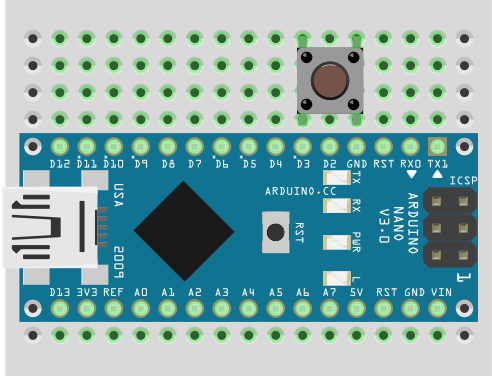 D12 D11 D10 D9 D8 D7 D6 D5 D4 D3 D2 GND RST RX0 TX1
TX
ICSP
USA
ARDUINO.CC
RX
ARDUINO
NANO
V3.0
RST
PWR
2009
L
1
D13 3V3 REF A0 A1 A2 A3 A4 A5 A6 A7 5V RST GND VIN